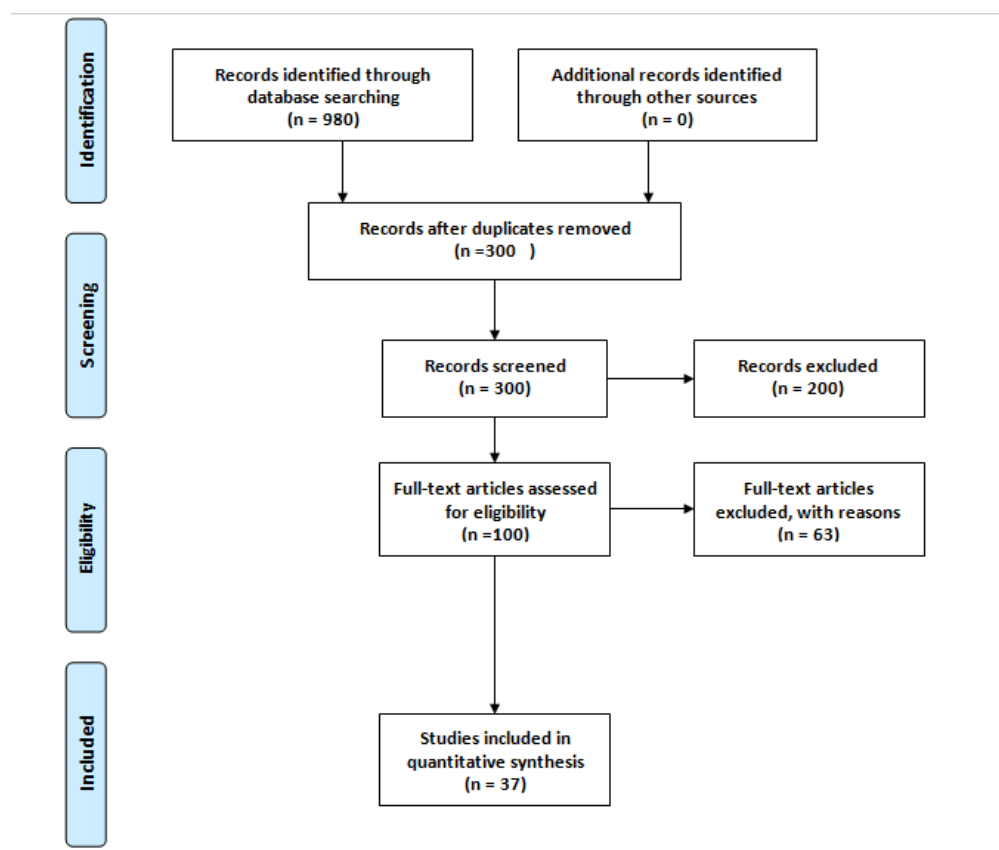 Identification
Records identified through
database searching
(n = 980)
Additional records identified
through other sources
(n = 0)
Records after duplicates removed
(n =300   )
Screening
Records screened
(n = 300)
Records excluded
(n = 200)
Eligibility
Full-text articles assessed
for eligibility
(n =100)
Full-text articles
excluded, with reasons
(n = 63)
Included
Studies included in
quantitative synthesis
(n = 37)